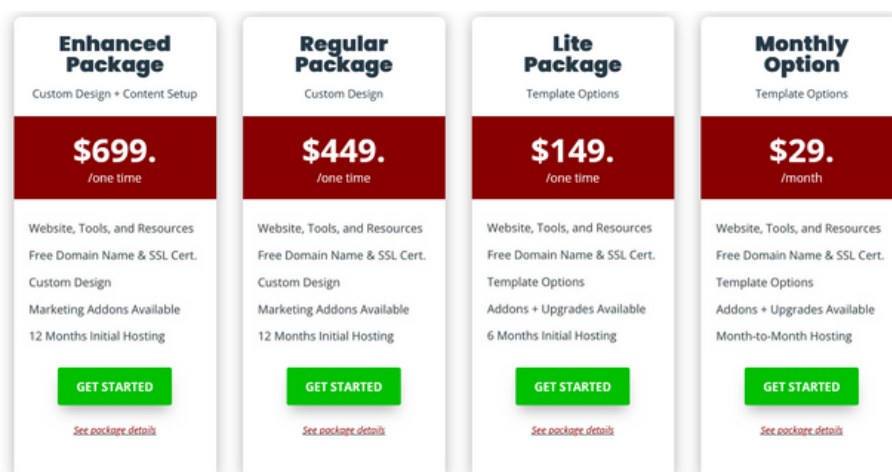 Enhanced
Package
Custom Design + Content Setup
$699.
/one time
Website, Tools, and Resources
Free Domain Name & SSL Cert.
Custom Design
Marketing Addons Available
12 Months Initial Hosting
GET STARTED
See package details
Regular
Package
Custom Design
$449.
/one time
Website, Tools, and Resources
Free Domain Name & SSL Cert.
Custom Design
Marketing Addons Available
12 Months Initial Hosting
GET STARTED
See package details
Lite
Package
Template Options
$149.
/one time
Website, Tools, and Resources
Free Domain Name & SSL Cert.
Template Options
Addons + Upgrades Available
6 Months Initial Hosting
GET STARTED
See package details
Monthly
Option
Template Options
$29.
/month
Website, Tools, and Resources
Free Domain Name & SSL Cert.
Template Options
Addons + Upgrades Available
Month-to-Month Hosting
GET STARTED
See package details